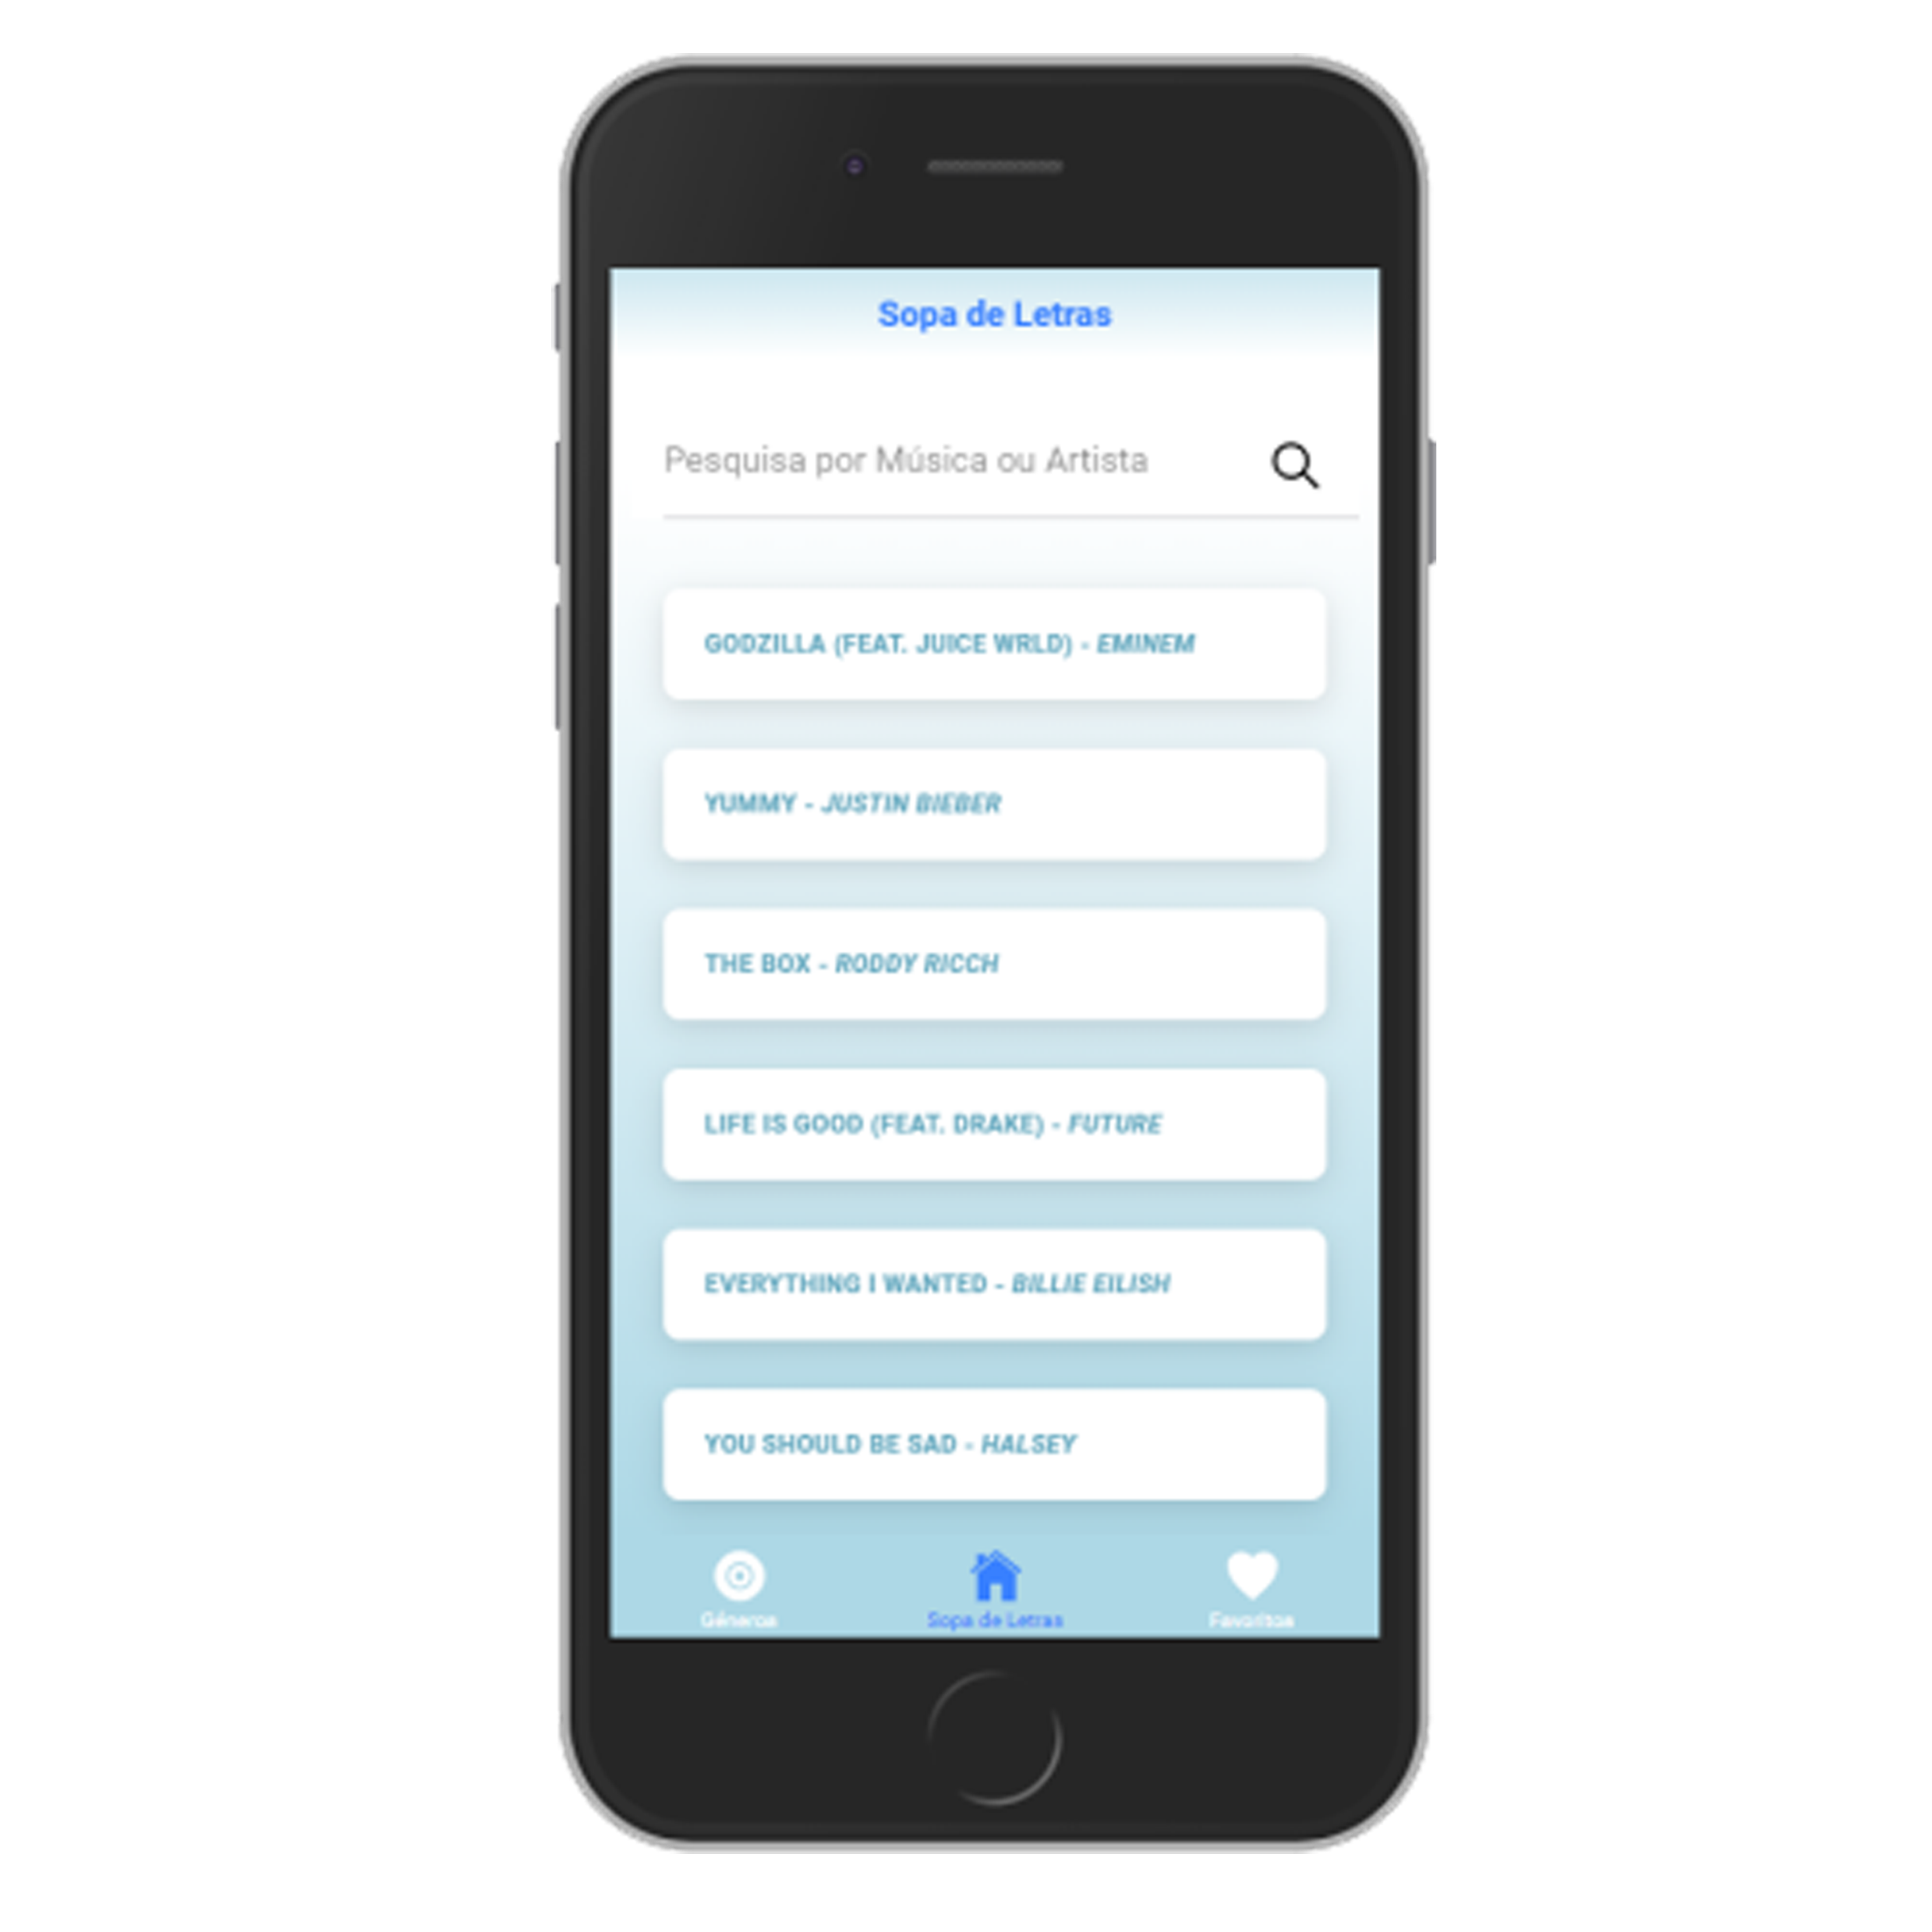 Sopa de Letras
Pesquisa por Música ou Artista
GODZILLA (FEAT. JUICE WRLD) - EMINEM
YUMMY - JUSTIN BIEBER
THE BOX - RODDY RICCH
LIFE IS GOOD (FEAT. DRAKE) - FUTURE
EVERYTHING I WANTED - BILLIE EILISH
YOU SHOULD BE SAD - HALSEY
Géneros
Sopa de Letras
Favoritos